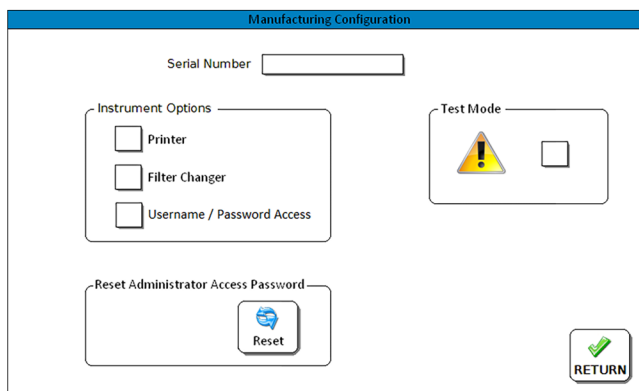 Manufacturing Configuration
Serial Number
Instrument Options
Printer
Filter Changer
Username / Password Access
Test Mode
Reset Administrator Access Password
Reset
RETURN